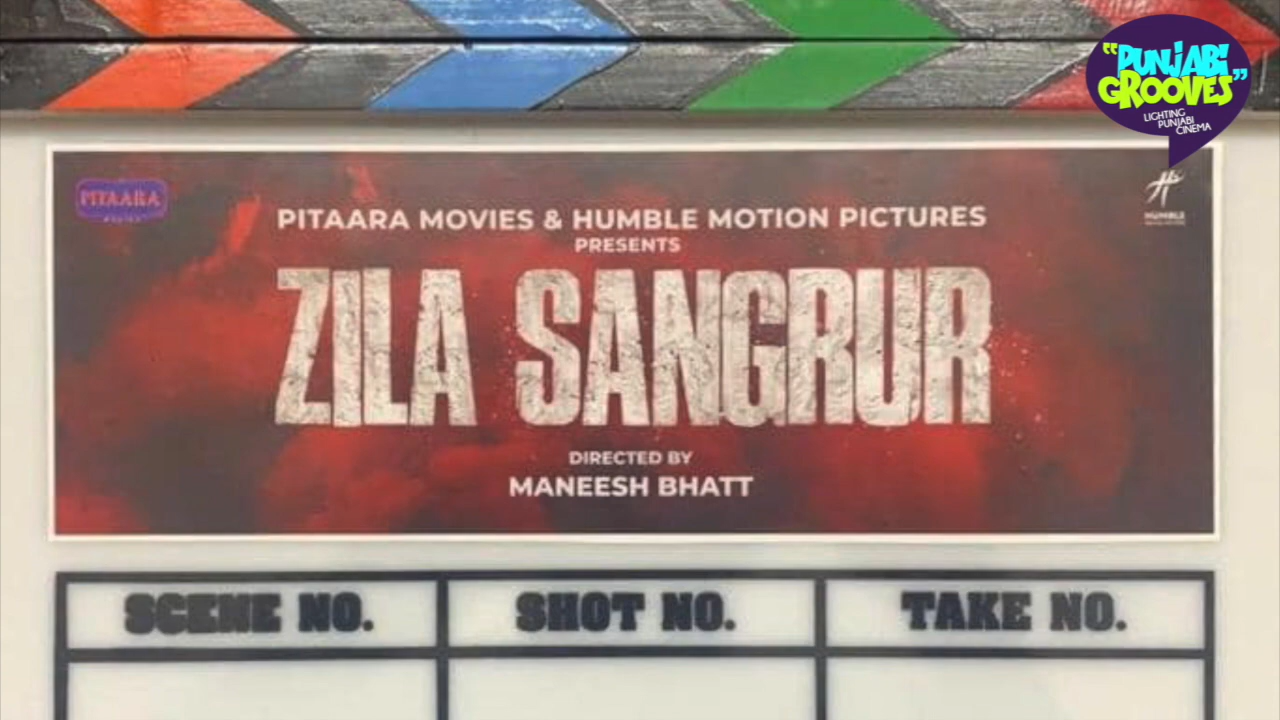 "PUNJABI
GROOVES"
LIGHTING
PUNJABI
CINEMA
PITAARA
HUMBLE
PITAARA MOVIES & HUMBLE MOTION PICTURES
PRESENTS
ZILA SANGRUR
DIRECTED BY
MANEESH BHATT
SCENE NO.
SHOT NO.
TAKE NO.